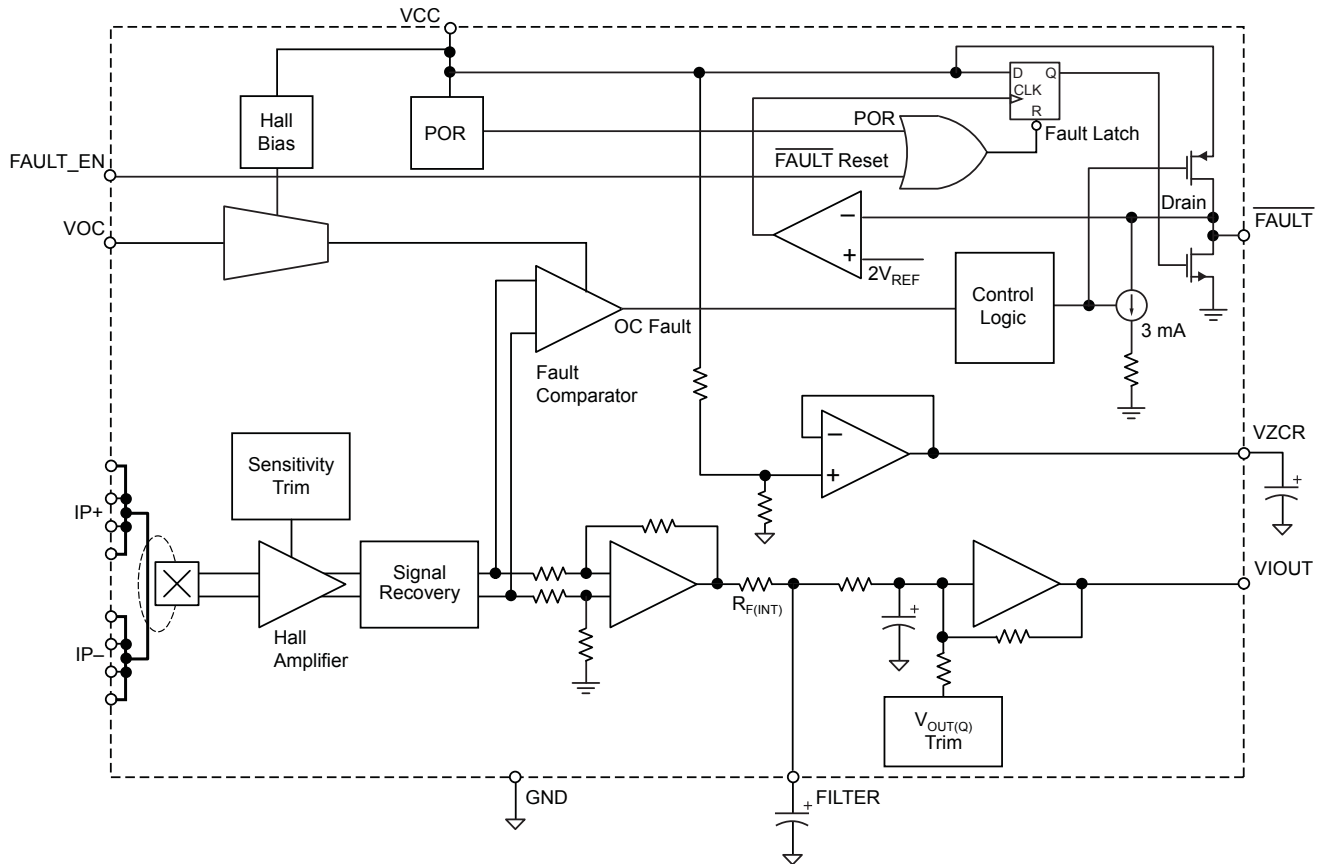 VCC
Hall
Bias
POR
POR
D Q
CLK
R
Fault Latch
FAULT_EN
FAULT Reset
Drain
VOC
FAULT
–
+
2VREF
Control
Logic
OC Fault
3 mA
Fault
Comparator
–
+
VZCR
+
Sensitivity
Trim
IP+
Signal
Recovery
RF(INT)
+
VIOUT
Hall
Amplifier
IP–
VOUT(Q)
Trim
GND
FILTER
+